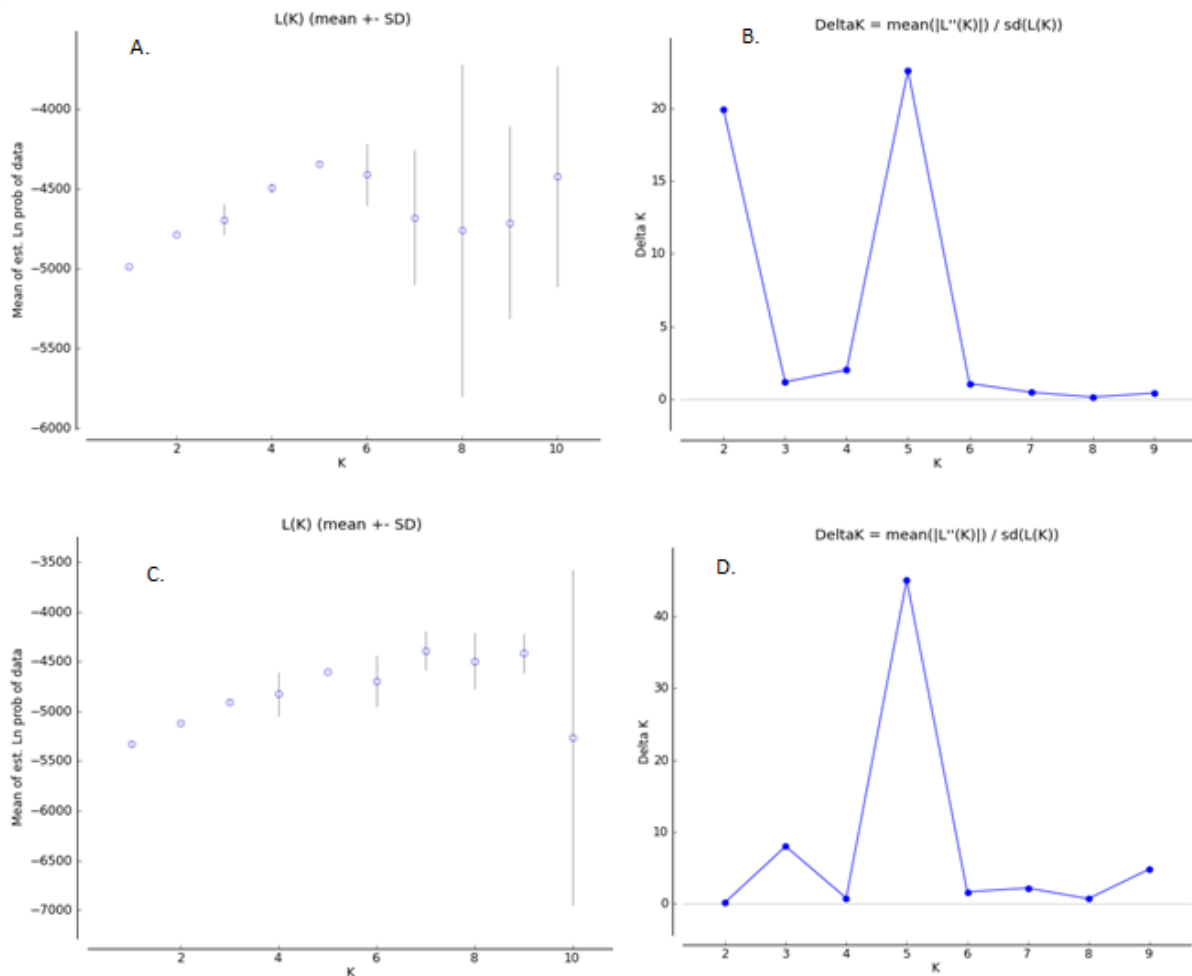 L(K) (mean +- SD)
A.
Mean of est. Ln prob of data
−4000
−4500
−5000
−5500
−6000
2 4 6 8 10
K
DeltaK = mean(|L''(K)|) / sd(L(K))
B.
Delta K
20
15
10
5
0
2 3 4 5 6 7 8 9
K
L(K) (mean +- SD)
C.
Mean of est. Ln prob of data
−3500
−4000
−4500
−5000
−5500
−6000
−6500
−7000
2 4 6 8 10
K
DeltaK = mean(|L''(K)|) / sd(L(K))
D.
Delta K
40
30
20
10
0
2 3 4 5 6 7 8 9
K